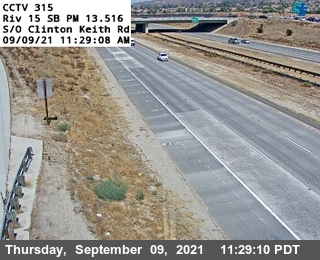 CCTV 315
Riv 15 SB PM 13.516
S/O Clinton Keith Rd
09/09/21 11:29:08 AM
Thursday, September 09, 2021 11:29:10 PDT